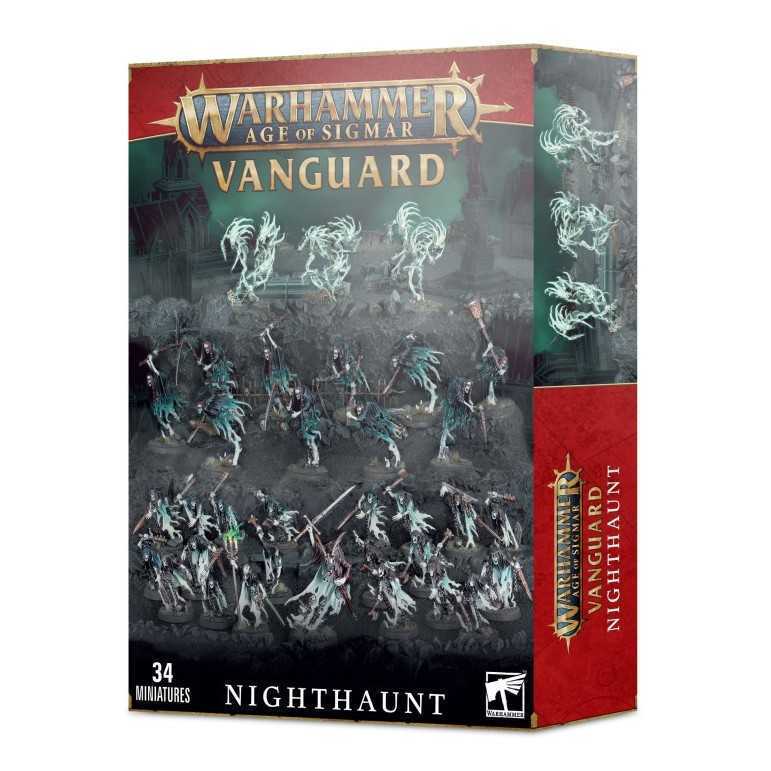 WARHAMMER
AGE OF SIGMAR
VANGUARD
34
MINIATURES
NIGHTHAUNT
WARHAMMER
WARHAMMER
AGE OF SIGMAR
VANGUARD
NIGHTHAUNT